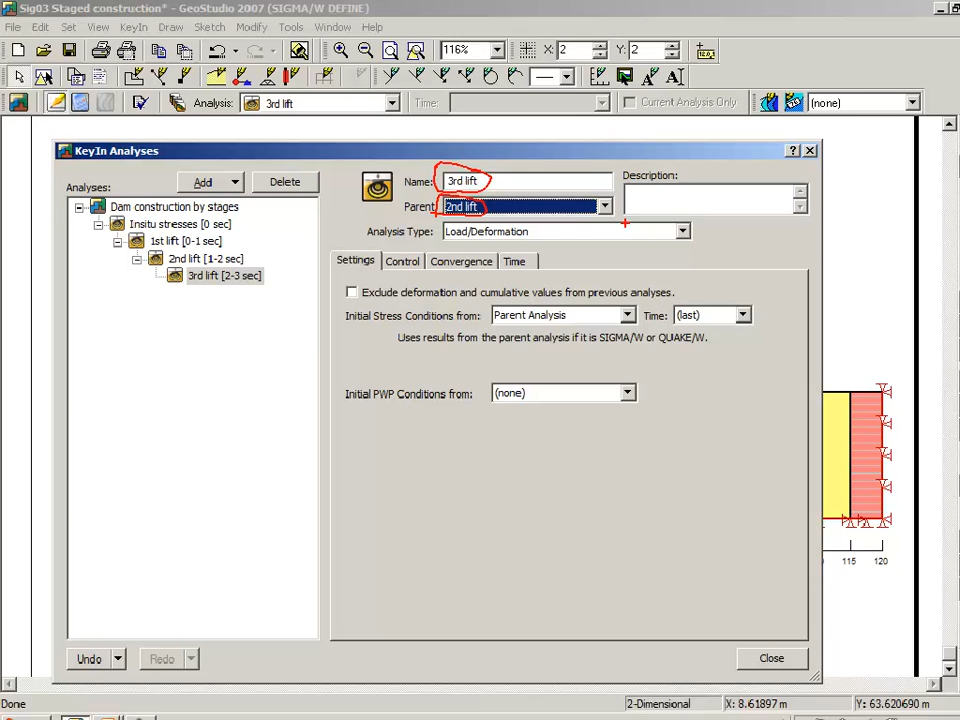 Sig03 Staged construction* - GeoStudio 2007 (SIGMA/W DEFINE)
File Edit Set View KeyIn Draw Sketch Modify Tools Window Help
116% X: 2 Y: 2
Analysis: 3rd lift Time: Current Analysis Only (none)
KeyIn Analyses
Analyses: Add Delete
Dam construction by stages
Insitu stresses [0 sec]
1st lift [0-1 sec]
2nd lift [1-2 sec]
3rd lift [2-3 sec]
Name: 3rd lift
Description:
Parent: 2nd lift
Analysis Type: Load/Deformation
Settings Control Convergence Time
Exclude deformation and cumulative values from previous analyses.
Initial Stress Conditions from: Parent Analysis Time: (last)
Uses results from the parent analysis if it is SIGMA/W or QUAKE/W.
Initial PWP Conditions from: (none)
115 120
Undo Redo Close
Done 2-Dimensional X: 8.61897 m Y: 63.620690 m